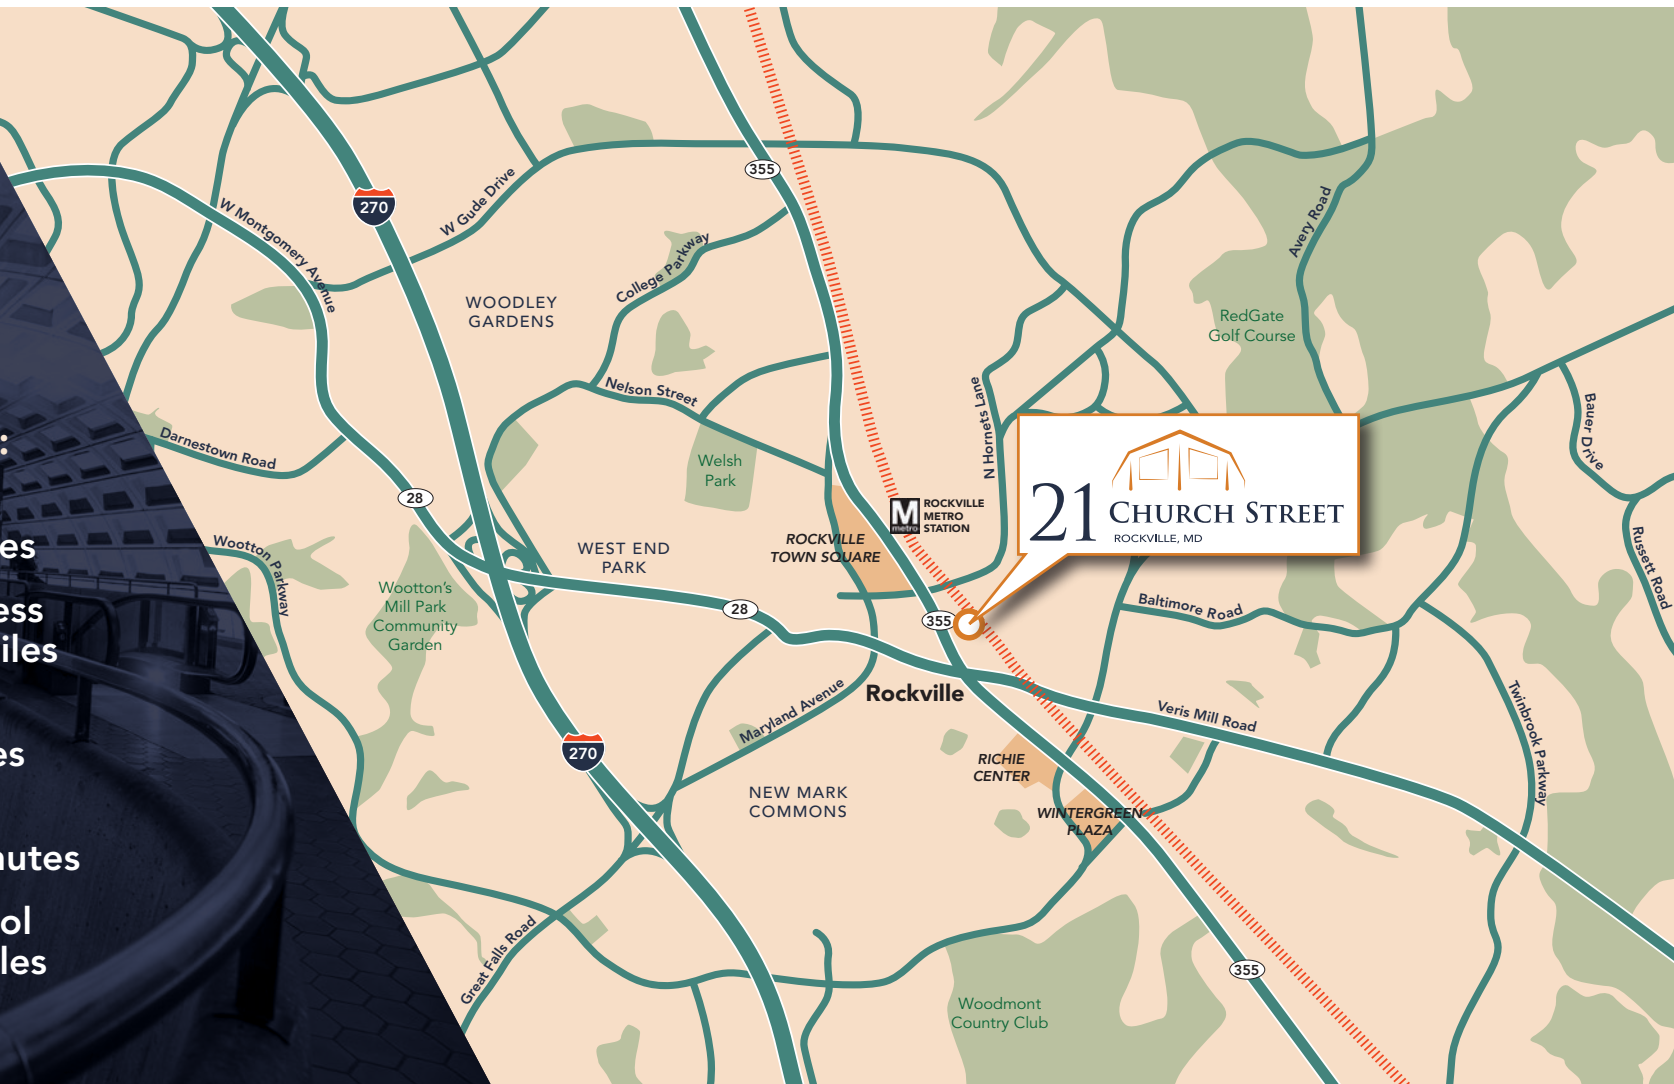 355
270
W Gude Drive
W Montgomery Avenue
Avery Road
College Parkway
WOODLEY
GARDENS
RedGate
Golf Course
Nelson Street
N Hornets Lane
Bauer Drive
Darnestown Road
Welsh
Park
28
21 CHURCH STREET
ROCKVILLE, MD
M
metro
ROCKVILLE
METRO
STATION
ROCKVILLE
TOWN SQUARE
WEST END
PARK
Wootton Parkway
Wootton's
Mill Park
Community
Garden
28
355
Baltimore Road
Russett Road
Rockville
Maryland Avenue
Veris Mill Road
Twinbrook Parkway
270
RICHIE
CENTER
NEW MARK
COMMONS
WINTERGREEN
PLAZA
Great Falls Road
355
Woodmont
Country Club
:
es
ess
iles
es
utes
ol
les